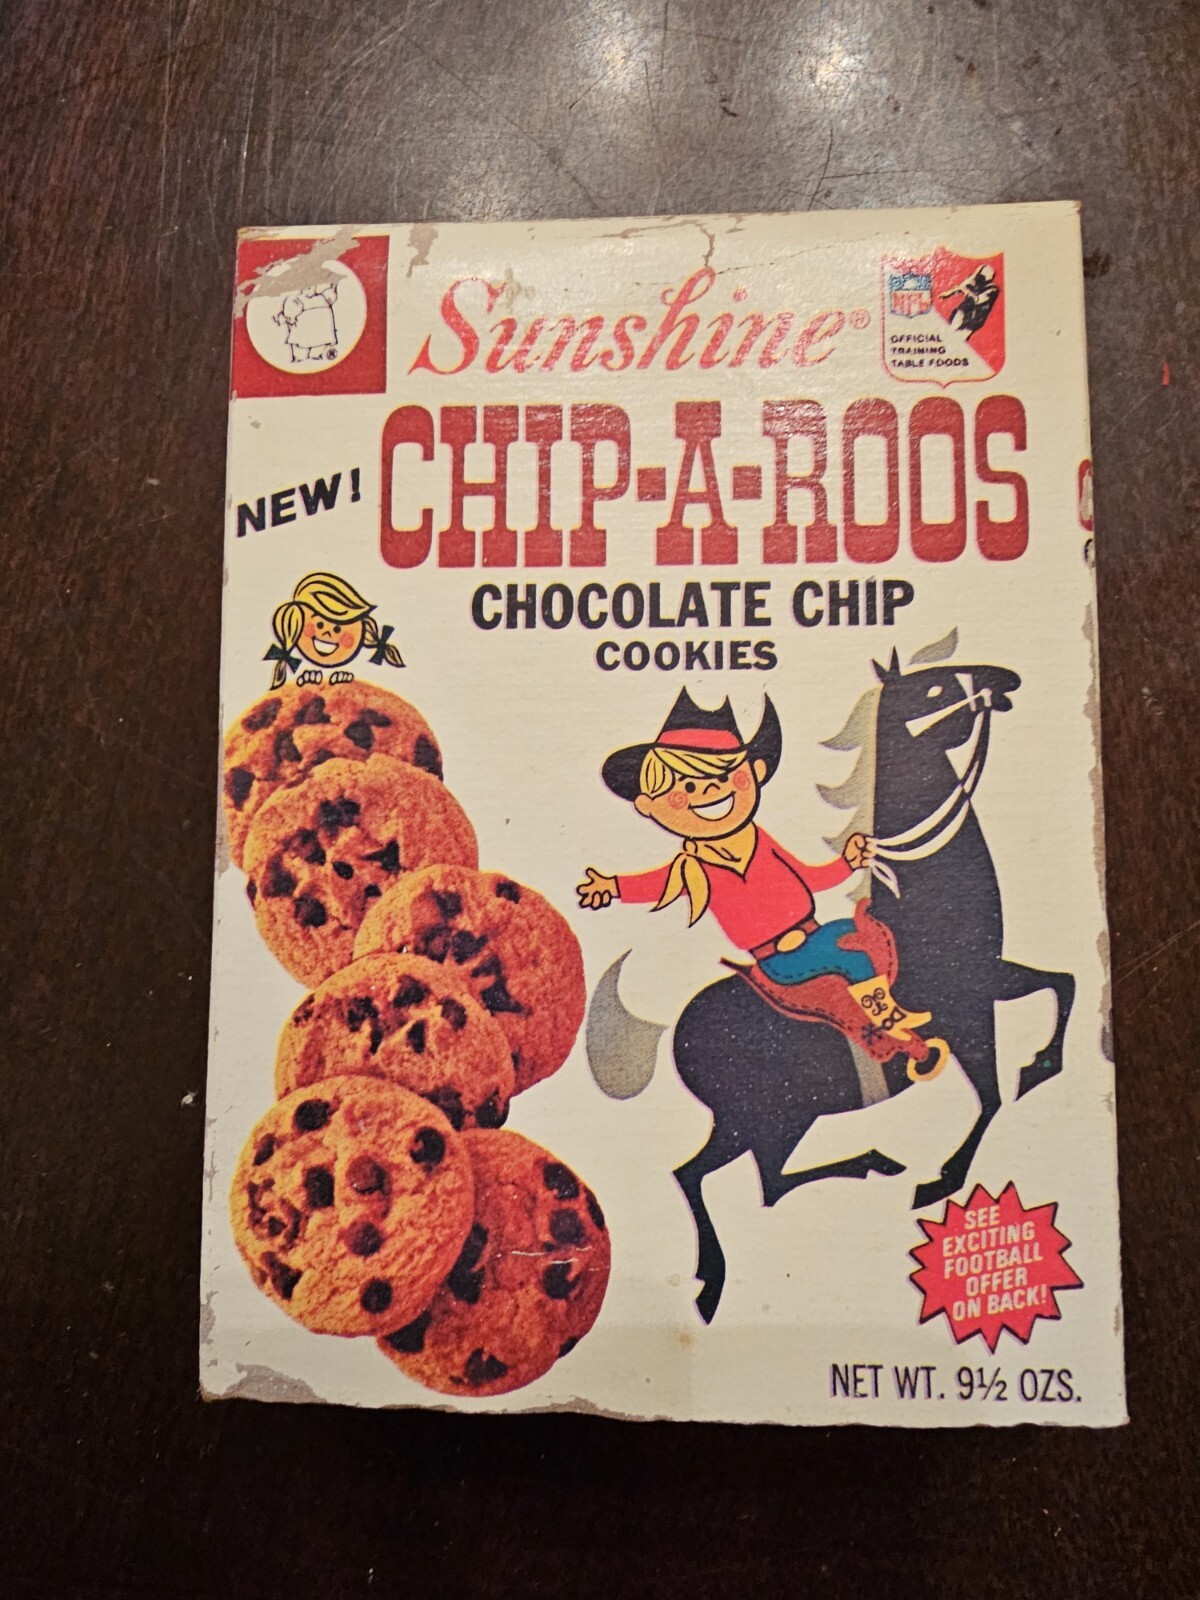 Sunshine®
NFL
OFFICIAL
TRAINING
TABLE FOODS
®
NEW!
CHIP-A-ROOS
CHOCOLATE CHIP
COOKIES
SEE
EXCITING
FOOTBALL
OFFER
ON BACK!
NET WT. 9½ OZS.